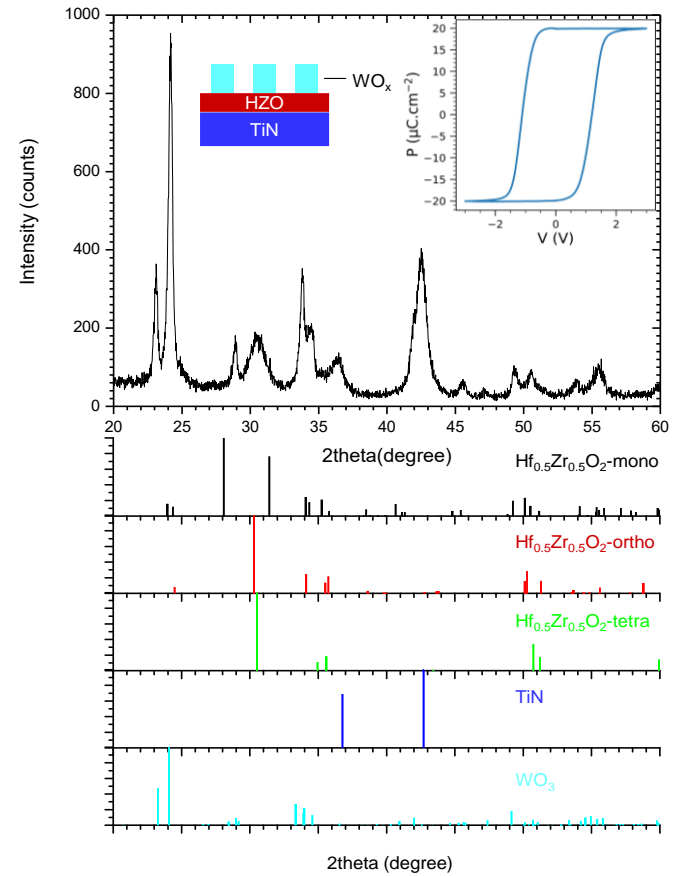 1000
800
600
400
200
0
Intensity (counts)
20 25 30 35 40 45 50 55 60
2theta(degree)
WOx
HZO
TiN
20
15
10
5
0
−5
−10
−15
−20
P (μC.cm⁻²)
−2 0 2
V (V)
Hf0.5Zr0.5O2-mono
Hf0.5Zr0.5O2-ortho
Hf0.5Zr0.5O2-tetra
TiN
WO3
2theta (degree)